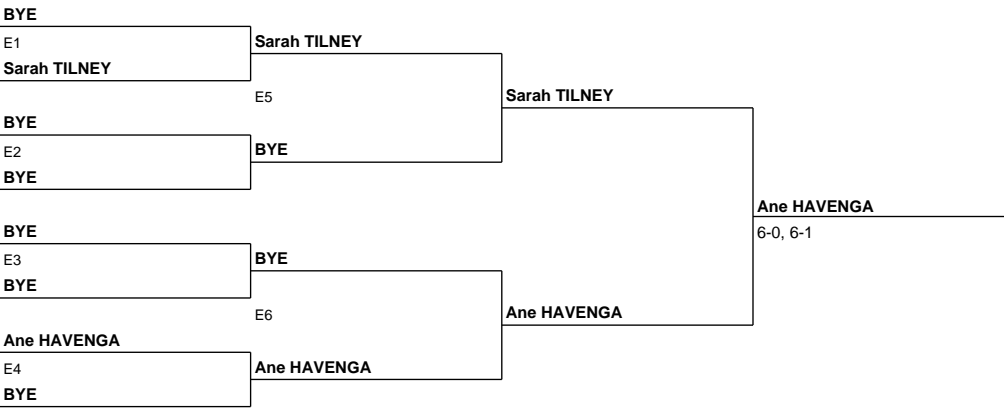 BYE
E1
Sarah TILNEY
Sarah TILNEY
E5
Sarah TILNEY
BYE
E2
BYE
BYE
Ane HAVENGA
6-0, 6-1
BYE
E3
BYE
BYE
E6
Ane HAVENGA
Ane HAVENGA
E4
Ane HAVENGA
BYE